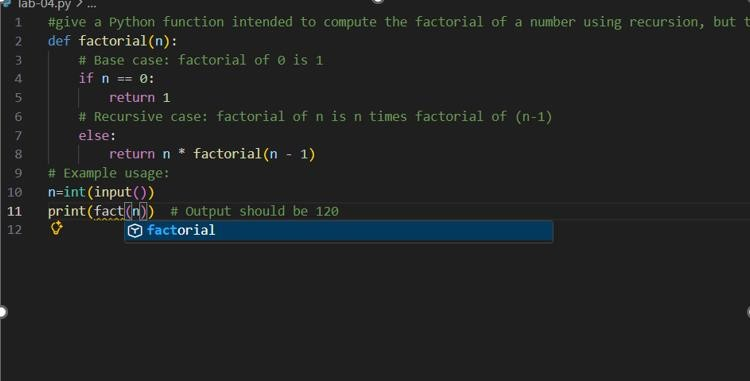 lab-04.py > ...
1 #give a Python function intended to compute the factorial of a number using recursion, but
2 def factorial(n):
3     # Base case: factorial of 0 is 1
4     if n == 0:
5         return 1
6     # Recursive case: factorial of n is n times factorial of (n-1)
7     else:
8         return n * factorial(n - 1)
9 # Example usage:
10 n=int(input())
11 print(fact(n))  # Output should be 120
factorial
12